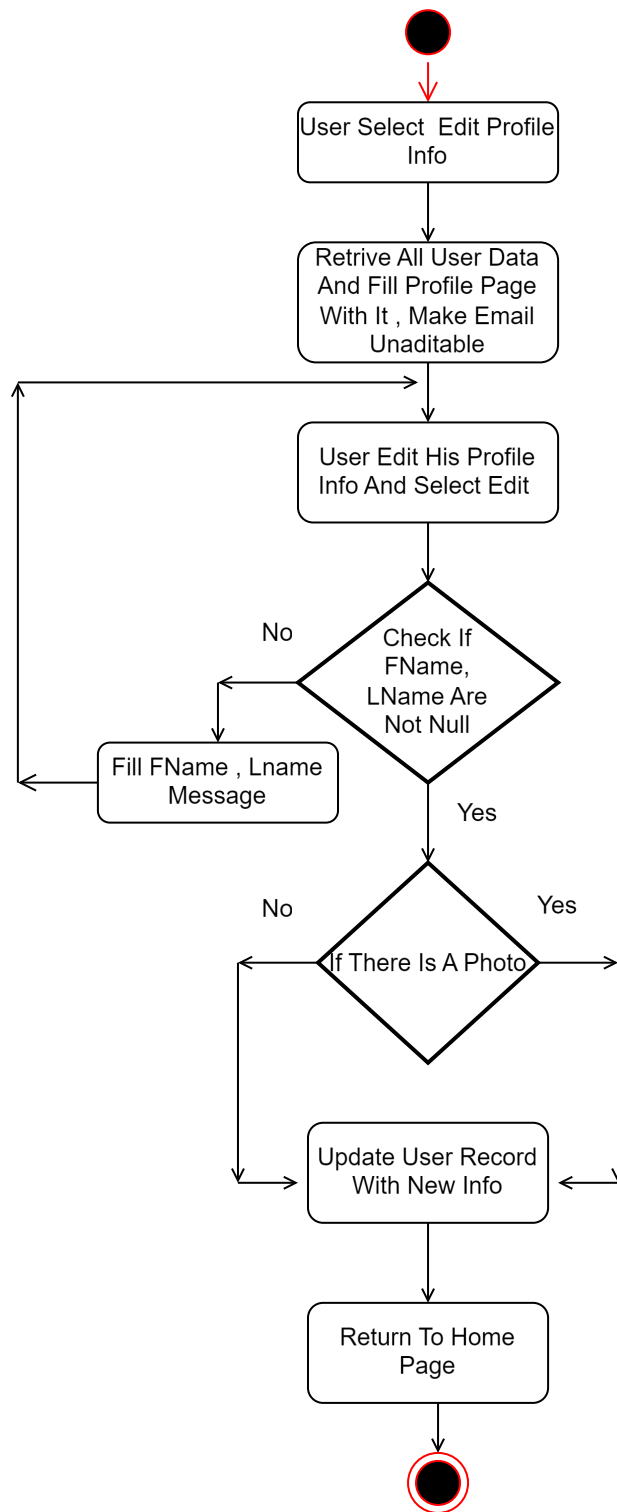 User Select  Edit Profile
Info
Retrive All User Data
And Fill Profile Page
With It , Make Email
Unaditable
User Edit His Profile
Info And Select Edit
No
Check If
FName,
LName Are
Not Null
Fill FName , Lname
Message
Yes
No
Yes
If There Is A Photo
Update User Record
With New Info
Return To Home
Page